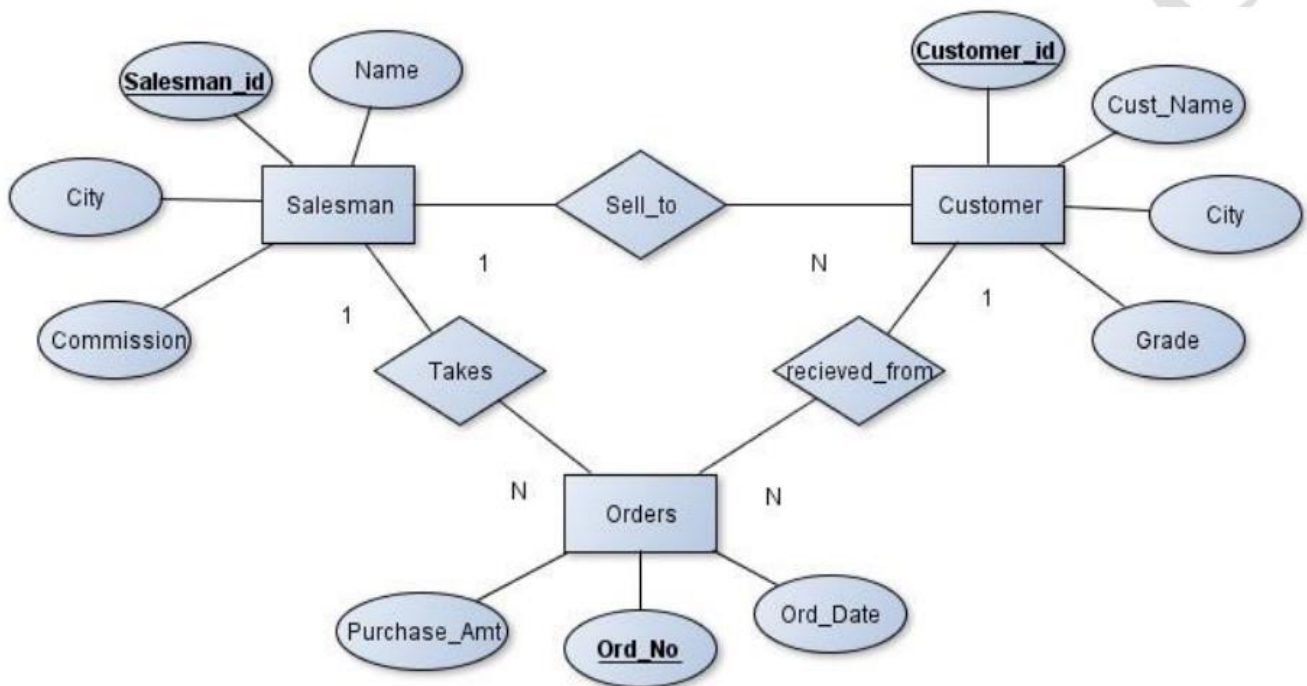 Customer_id
Name
Salesman_id
Cust_Name
City
Salesman
Sell_to
Customer
City
1
N
1
1
Commission
Takes
recieved_from
Grade
N
N
Orders
Purchase_Amt
Ord_No
Ord_Date